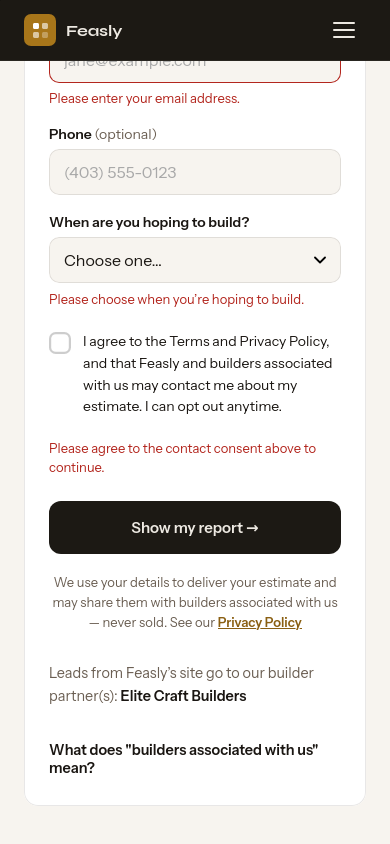 Feasly
jane@example.com
Please enter your email address.
Phone (optional)
(403) 555-0123
When are you hoping to build?
Choose one...
Please choose when you're hoping to build.
I agree to the Terms and Privacy Policy,
and that Feasly and builders associated
with us may contact me about my
estimate. I can opt out anytime.
Please agree to the contact consent above to
continue.
Show my report →
We use your details to deliver your estimate and
may share them with builders associated with us
— never sold. See our Privacy Policy
Leads from Feasly's site go to our builder
partner(s): Elite Craft Builders
What does "builders associated with us"
mean?